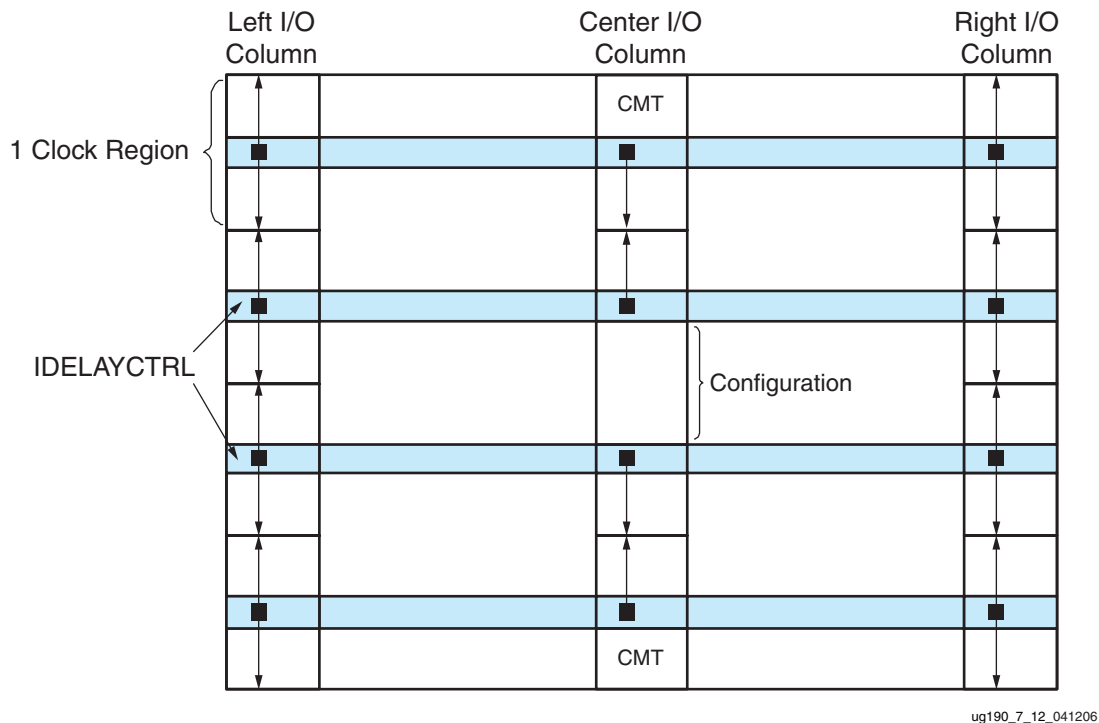 Left I/O
Column
Center I/O
Column
Right I/O
Column
CMT
1 Clock Region
IDELAYCTRL
Configuration
CMT
ug190_7_12_041206